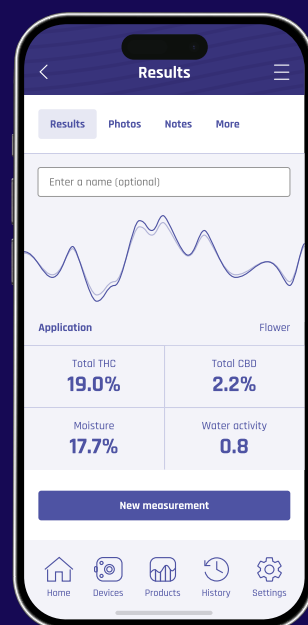 Results
Results Photos Notes More
Enter a name (optional)
Application Flower
Total THC Total CBD
19.0% 2.2%
Moisture Water activity
17.7% 0.8
New measurement
Home Devices Products History Settings